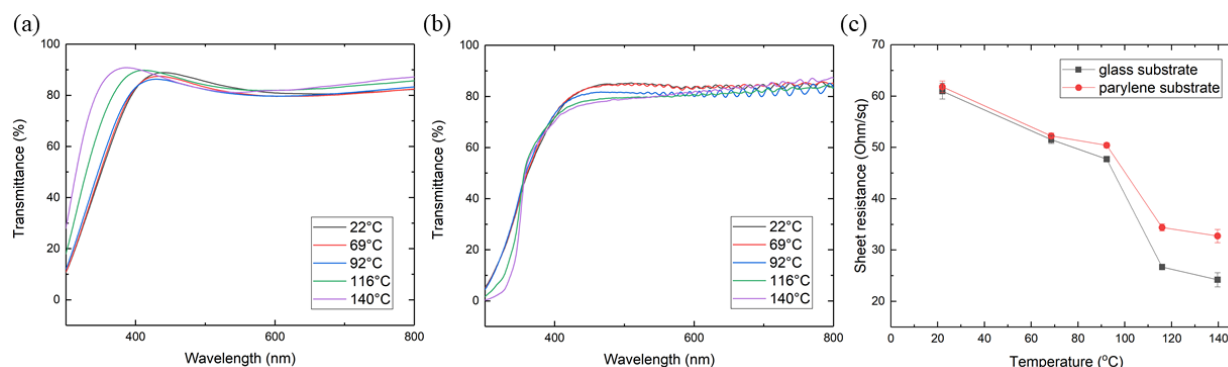 (a)
100
80
60
40
20
0
Transmittance (%)
22°C
69°C
92°C
116°C
140°C
400
600
800
Wavelength (nm)
(b)
100
80
60
40
20
0
Transmittance (%)
22°C
69°C
92°C
116°C
140°C
400
500
600
700
800
Wavelength (nm)
(c)
70
60
50
40
30
20
Sheet resistance (Ohm/sq)
glass substrate
parylene substrate
0
20
40
60
80
100
120
140
Temperature (°C)